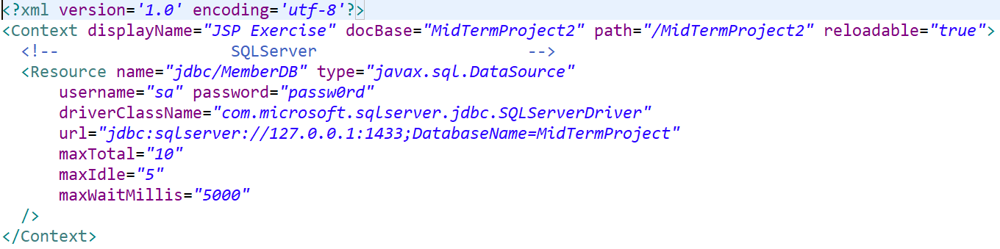 <?xml version='1.0' encoding='utf-8'?>
<Context displayName="JSP Exercise" docBase="MidTermProject2" path="/MidTermProject2" reloadable="true">
  <!--                  SQLServer                      -->
  <Resource name="jdbc/MemberDB" type="javax.sql.DataSource"
      username="sa" password="passw0rd"
      driverClassName="com.microsoft.sqlserver.jdbc.SQLServerDriver"
      url="jdbc:sqlserver://127.0.0.1:1433;DatabaseName=MidTermProject"
      maxTotal="10"
      maxIdle="5"
      maxWaitMillis="5000"
  />
</Context>